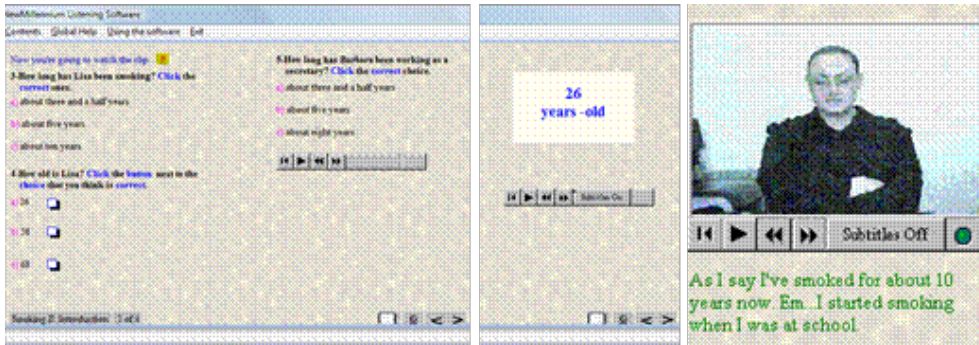 NewMillennium Listening Software
Contents Global Help Using the software Exit
Now you're going to watch the clip. ?
3-How long has Lisa been smoking? Click the
correct ones.
a) about three and a half years
b) about five years
c) about ten years
4-How old is Lisa? Click the button next to the
choice that you think is correct.
a) 26
b)
c)
Smoking 2: Introduction 3 of 4
5-How long has Barbara been working as a
secretary? Click the correct choice.
a) about three and a half years
b) about five years
c) about eight years
26
years -old
Subtitles On
Subtitles Off
As I say I've smoked for about 10
years now. Em...I started smoking
when I was at school.